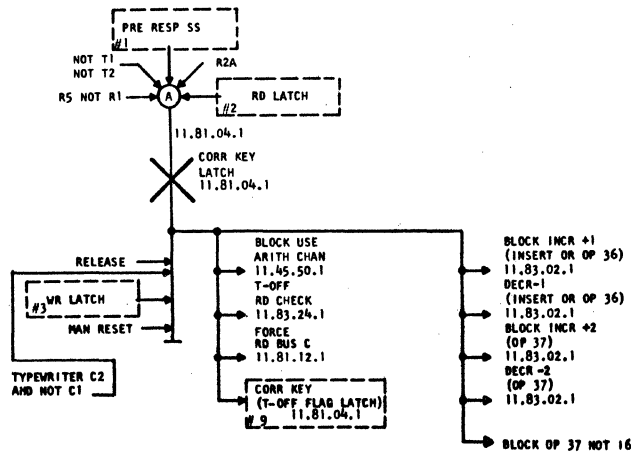 PRE RESP SS
#1
NOT T1
NOT T2
R2A
A
R5 NOT R1
RD LATCH
#2
11.81.04.1
CORR KEY
LATCH
11.81.04.1
RELEASE
WR LATCH
#3
MAN RESET
TYPEWRITER C2
AND NOT C1
BLOCK USE
ARITH CHAN
11.45.50.1
T-OFF
RD CHECK
11.83.24.1
FORCE
RD BUS C
11.81.12.1
CORR KEY
(T-OFF FLAG LATCH)
11.81.04.1
# 9
BLOCK INCR +1
(INSERT OR OP 36)
11.83.02.1
DECR-1
(INSERT OR OP 36)
11.83.02.1
BLOCK INCR +2
(OP 37)
11.83.02.1
DECR -2
(OP 37)
11.83.02.1
BLOCK OP 37 NOT 16